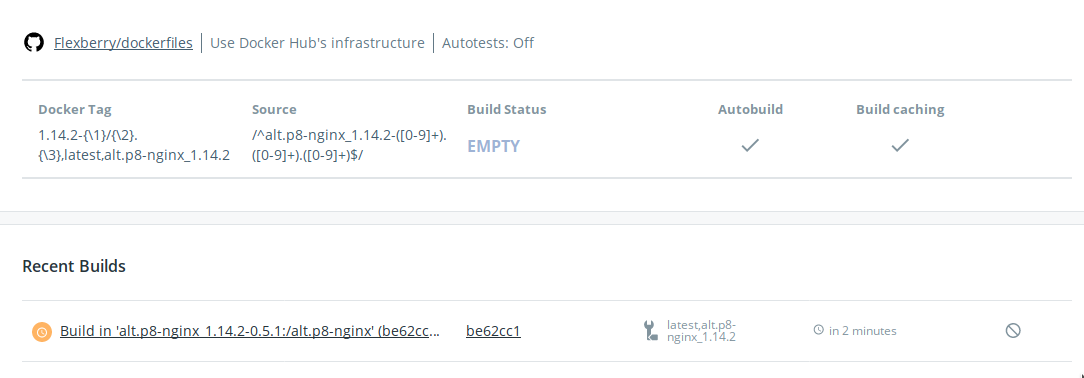 Flexberry/dockerfiles | Use Docker Hub's infrastructure | Autotests: Off
Docker Tag Source Build Status Autobuild Build caching
1.14.2-{\1}/{\2}. /^alt.p8-nginx_1.14.2-([0-9]+).
{\3},latest,alt.p8-nginx_1.14.2 ([0-9]+).([0-9]+)$/
EMPTY
Recent Builds
Build in 'alt.p8-nginx_1.14.2-0.5.1:/alt.p8-nginx' (be62cc... be62cc1
latest,alt.p8-
nginx_1.14.2
in 2 minutes